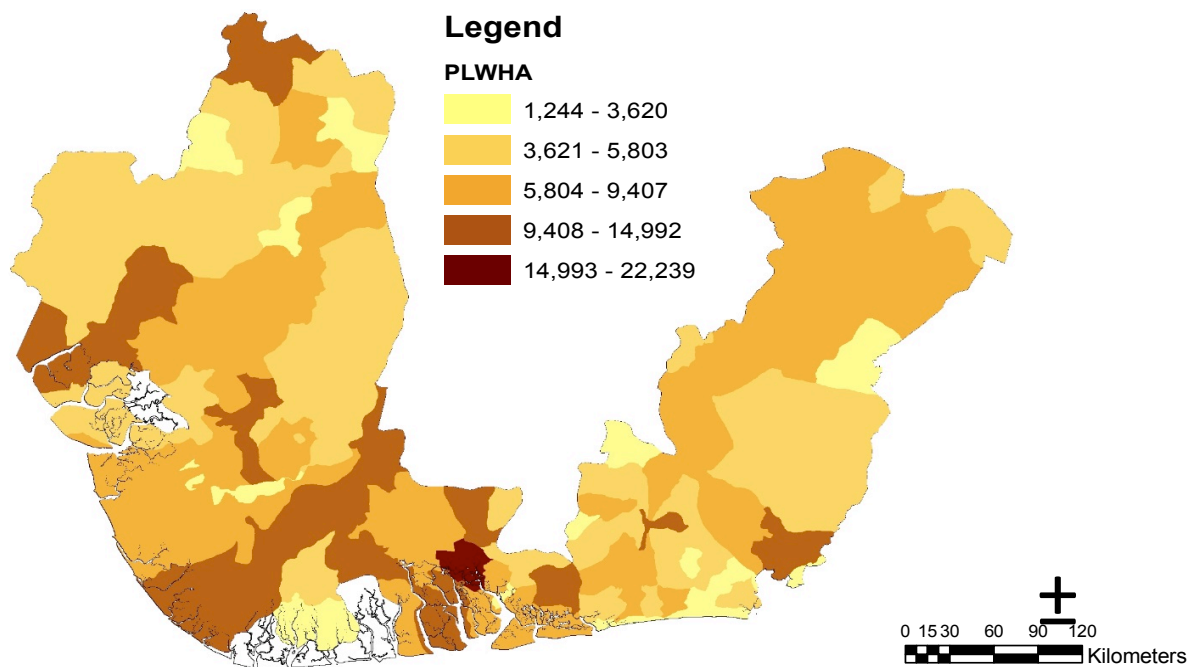 Legend
PLWHA
1,244 - 3,620
3,621 - 5,803
5,804 - 9,407
9,408 - 14,992
14,993 - 22,239
0 15 30 60 90 120
Kilometers